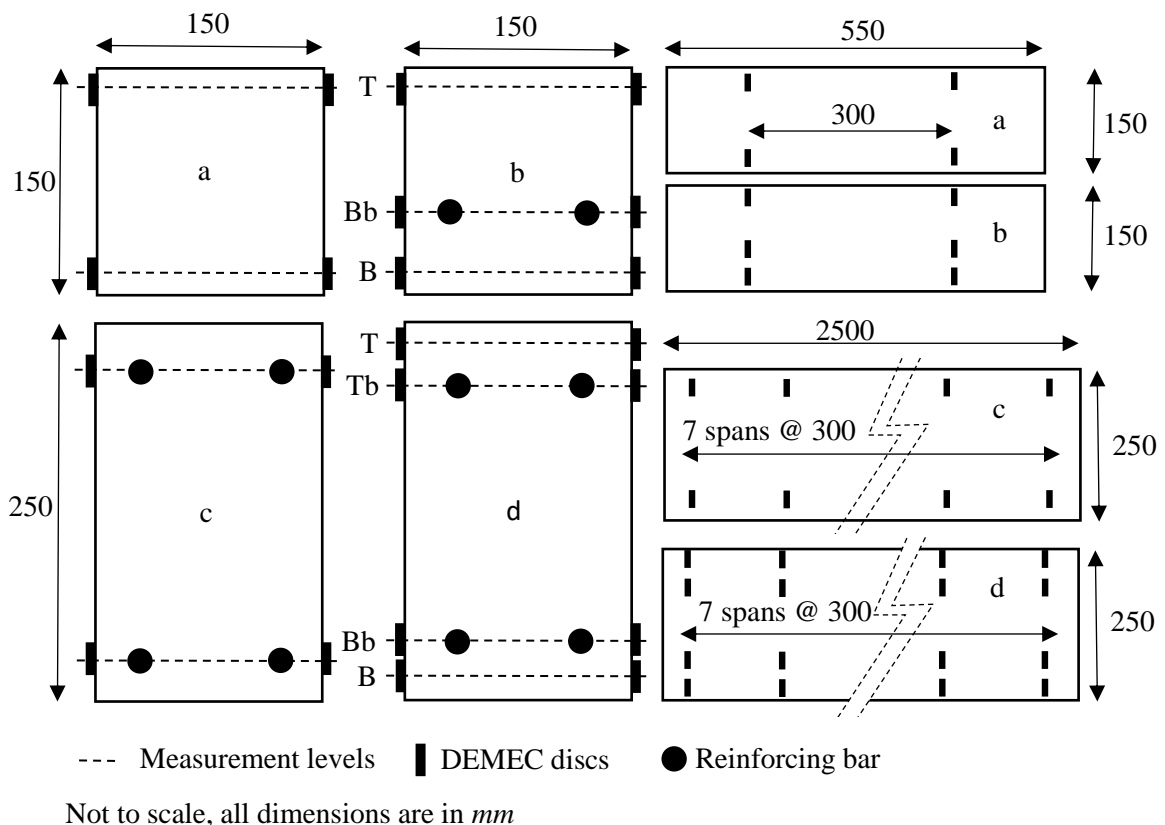 150
150
550
T
a
b
300
a
150
150
Bb
b
150
B
T
2500
Tb
c
7 spans @ 300
250
250
c
d
d
7 spans @ 300
250
Bb
B
Measurement levels
DEMEC discs
Reinforcing bar
Not to scale, all dimensions are in mm